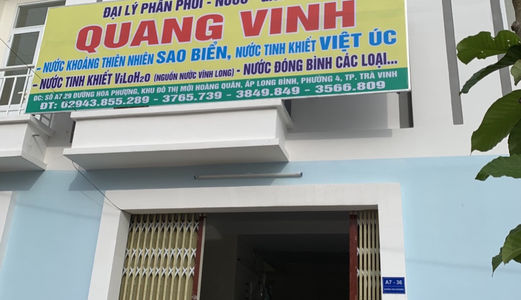 ĐẠI LÝ PHÂN PHỐI - NƯỚC
QUANG VINH
- NƯỚC KHOÁNG THIÊN NHIÊN SAO BIỂN, NƯỚC TINH KHIẾT VIỆT ÚC
- NƯỚC TINH KHIẾT ViLoH2o (NGUỒN NƯỚC VĨNH LONG) - NƯỚC ĐÓNG BÌNH CÁC LOẠI...
ĐC: SỐ A7.29 ĐƯỜNG HOA PHƯỢNG, KHU ĐÔ THỊ MỚI HOÀNG QUÂN, ẤP LONG BÌNH, PHƯỜNG 4, TP. TRÀ VINH
ĐT: 02943.855.289 - 3765.739 - 3849.849 - 3566.809
A7 - 36